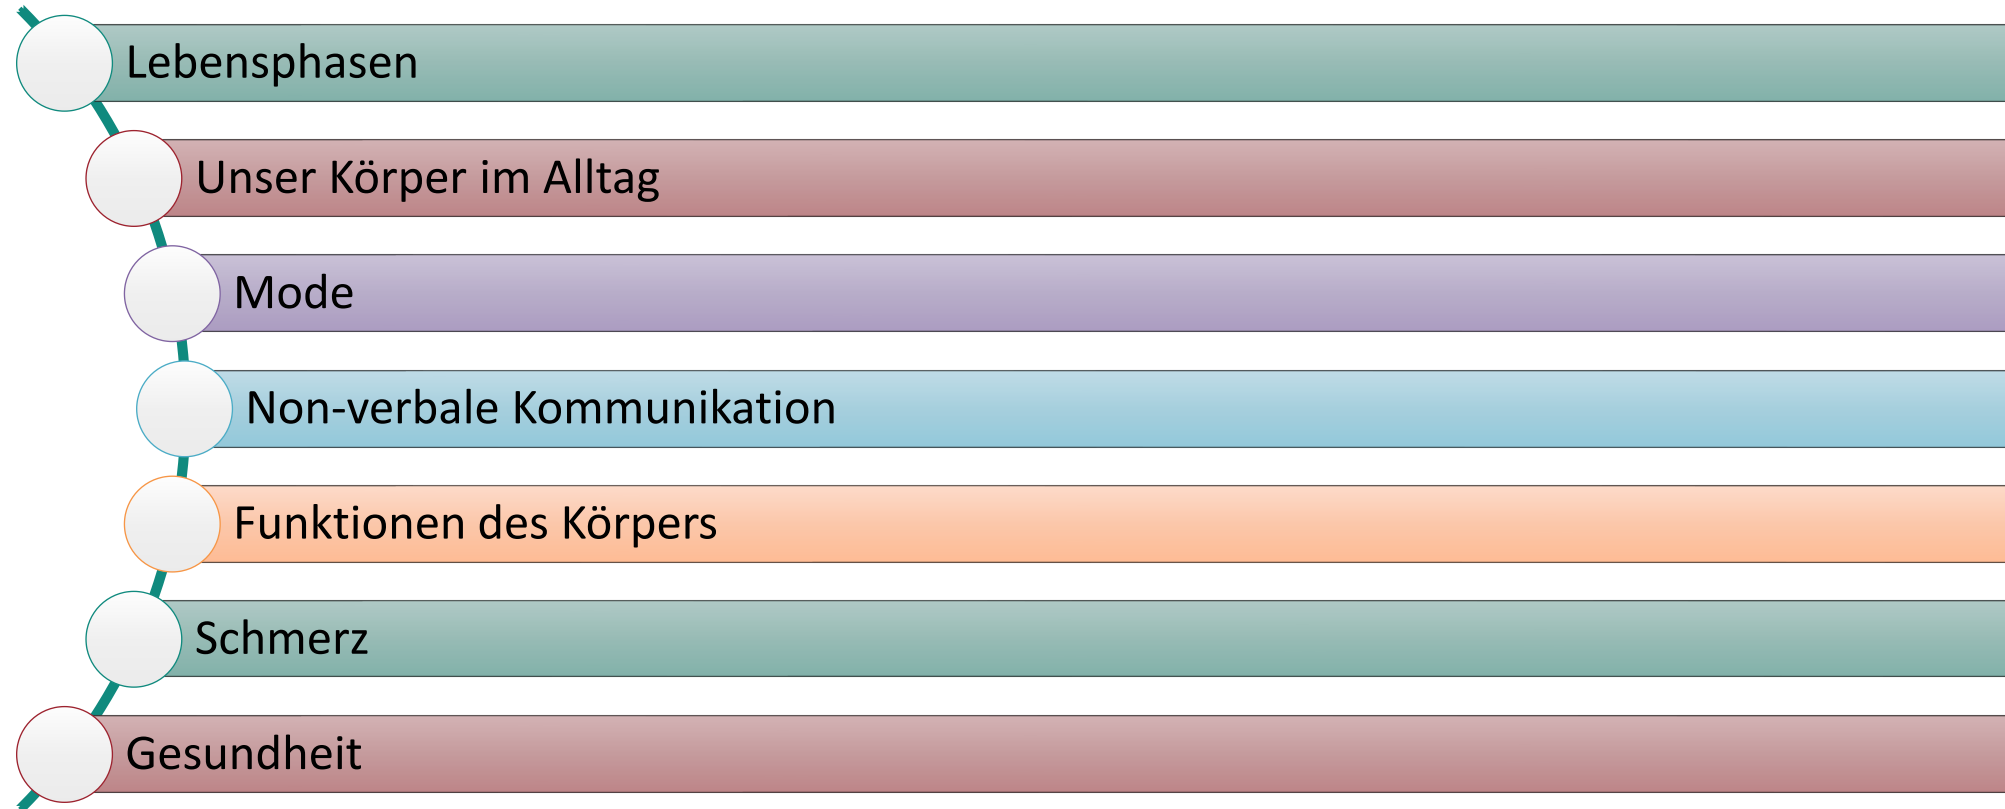 Lebensphasen
Unser Körper im Alltag
Mode
Non-verbale Kommunikation
Funktionen des Körpers
Schmerz
Gesundheit